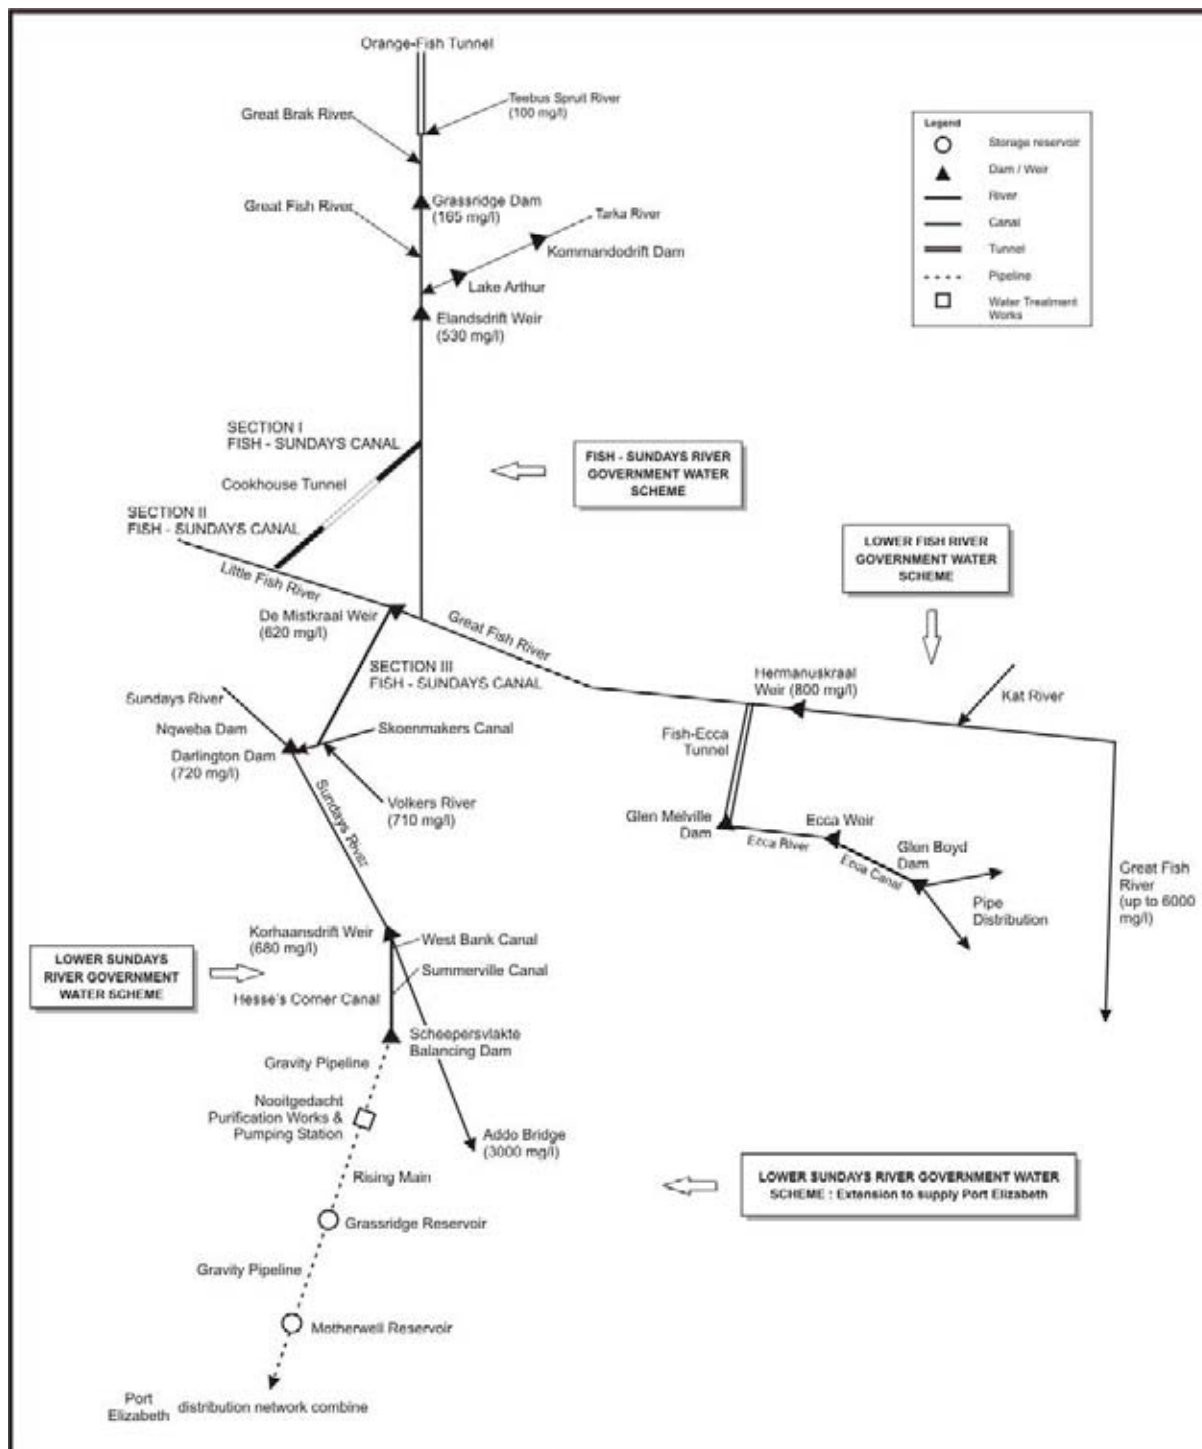 Orange-Fish Tunnel
Teebus Spruit River
(100 mg/l)
Great Brak River
Grassridge Dam
(165 mg/l)
Great Fish River
Tarka River
Kommandodrift Dam
Lake Arthur
Elandsdrift Weir
(530 mg/l)
Legend
Storage reservoir
Dam / Weir
River
Canal
Tunnel
Pipeline
Water Treatment
Works
SECTION I
FISH - SUNDAYS CANAL
Cookhouse Tunnel
SECTION II
FISH - SUNDAYS CANAL
FISH - SUNDAYS RIVER
GOVERNMENT WATER
SCHEME
LOWER FISH RIVER
GOVERNMENT WATER
SCHEME
Little Fish River
De Mistkraal Weir
(620 mg/l)
Great Fish River
SECTION III
FISH - SUNDAYS CANAL
Hermanuskraal
Weir (800 mg/l)
Kat River
Sundays River
Nqweba Dam
Darlington Dam
(720 mg/l)
Skoenmakers Canal
Volkers River
(710 mg/l)
Fish-Ecca
Tunnel
Glen Melville
Dam
Ecca River
Ecca Weir
Ecca Canal
Glen Boyd
Dam
Pipe
Distribution
Great Fish
River
(up to 6000
mg/l)
Sundays River
Korhaansdrift Weir
(680 mg/l)
West Bank Canal
Summerville Canal
Hesse's Corner Canal
LOWER SUNDAYS
RIVER GOVERNMENT
WATER SCHEME
Scheepersvlakte
Balancing Dam
Gravity Pipeline
Nooitgedacht
Purification Works &
Pumping Station
Addo Bridge
(3000 mg/l)
LOWER SUNDAYS RIVER GOVERNMENT WATER
SCHEME : Extension to supply Port Elizabeth
Rising Main
Grassridge Reservoir
Gravity Pipeline
Motherwell Reservoir
Port
Elizabeth distribution network combine